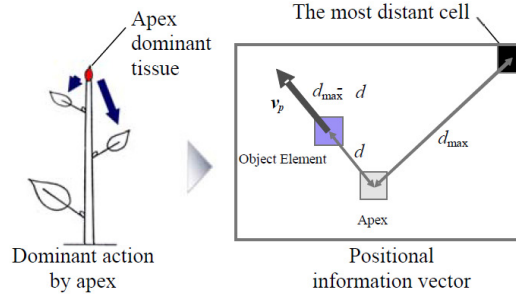 Apex
dominant
tissue
Dominant action
by apex
The most distant cell
d_max- d
v_p
d_max
d
Object Element
Apex
Positional
information vector